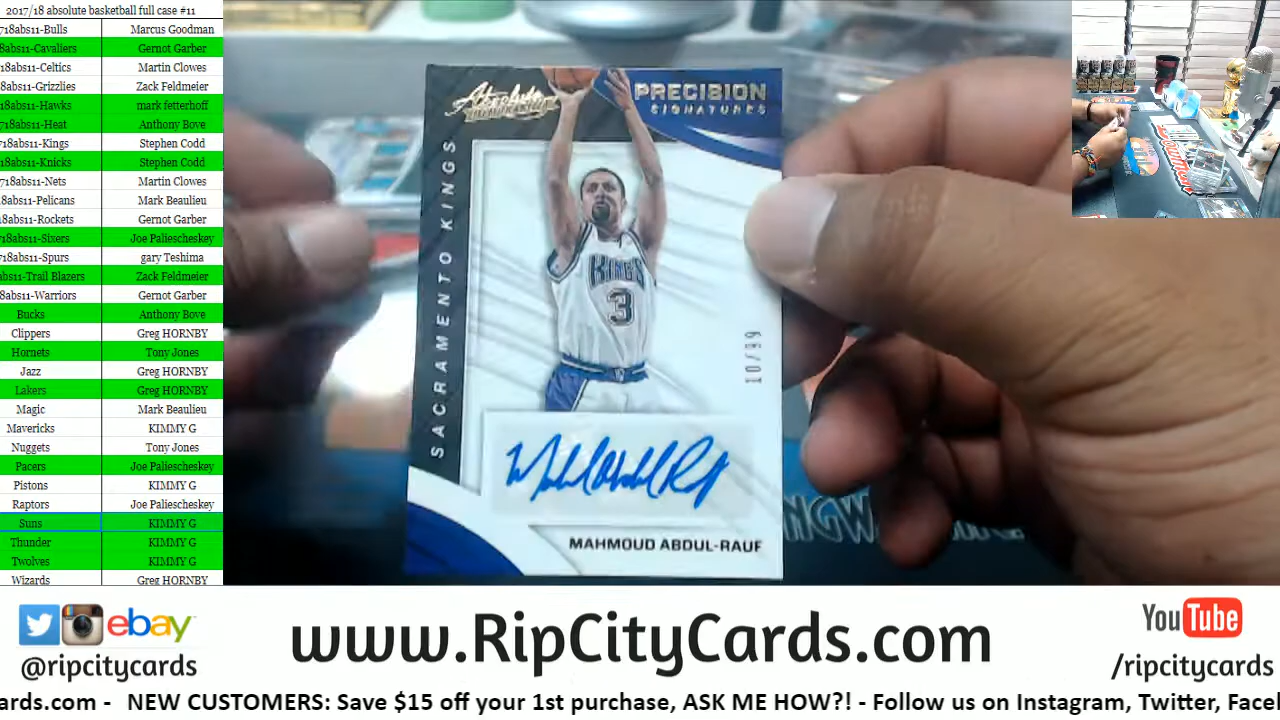 2017/18 absolute basketball full case #11
718abs11-Bulls Marcus Goodman
8abs11-Cavaliers Gernot Garber
18abs11-Celtics Martin Clowes
8abs11-Grizzlies Zack Feldmeier
18abs11-Hawks mark fetterhoff
718abs11-Heat Anthony Bove
718abs11-Kings Stephen Codd
718abs11-Knicks Stephen Codd
718abs11-Nets Martin Clowes
8abs11-Pelicans Mark Beaulieu
8abs11-Rockets Gernot Garber
718abs11-Sixers Joe Paliescheskey
718abs11-Spurs gary Teshima
abs11-Trail Blazers Zack Feldmeier
8abs11-Warriors Gernot Garber
Bucks Anthony Bove
Clippers Greg HORNBY
Hornets Tony Jones
Jazz Greg HORNBY
Lakers Greg HORNBY
Magic Mark Beaulieu
Mavericks KIMMY G
Nuggets Tony Jones
Pacers Joe Paliescheskey
Pistons KIMMY G
Raptors Joe Paliescheskey
Suns KIMMY G
Thunder KIMMY G
Twolves KIMMY G
Wizards Greg HORNBY
Absolute
PRECISION
SIGNATURES
SACRAMENTO KINGS
KINGS
3
10/99
MAHMOUD ABDUL-RAUF
ebay
@ripcitycards
www.RipCityCards.com
YouTube
/ripcitycards
ards.com - NEW CUSTOMERS: Save $15 off your 1st purchase, ASK ME HOW?! - Follow us on Instagram, Twitter, Facel